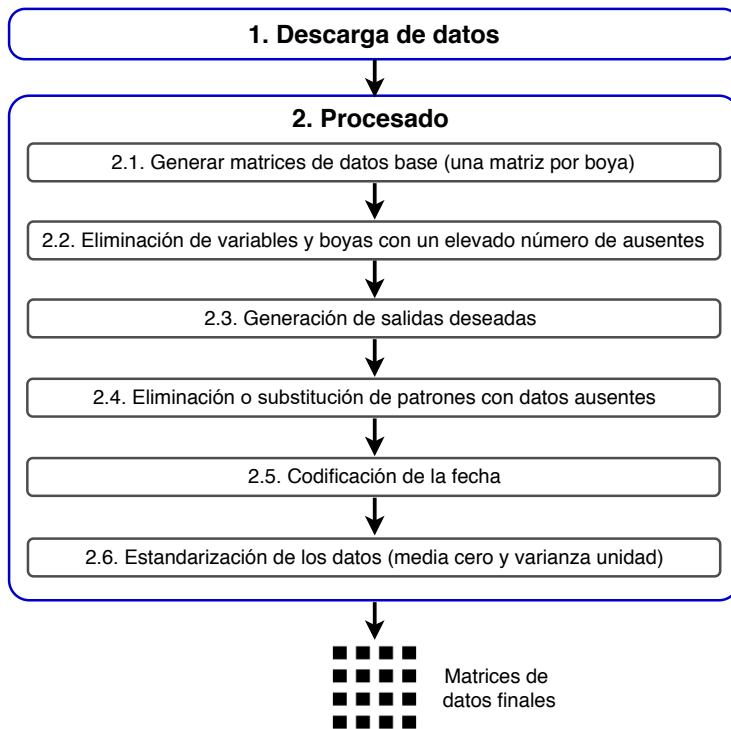 1. Descarga de datos
2. Procesado
2.1. Generar matrices de datos base (una matriz por boya)
2.2. Eliminación de variables y boyas con un elevado número de ausentes
2.3. Generación de salidas deseadas
2.4. Eliminación o substitución de patrones con datos ausentes
2.5. Codificación de la fecha
2.6. Estandarización de los datos (media cero y varianza unidad)
Matrices de
datos finales